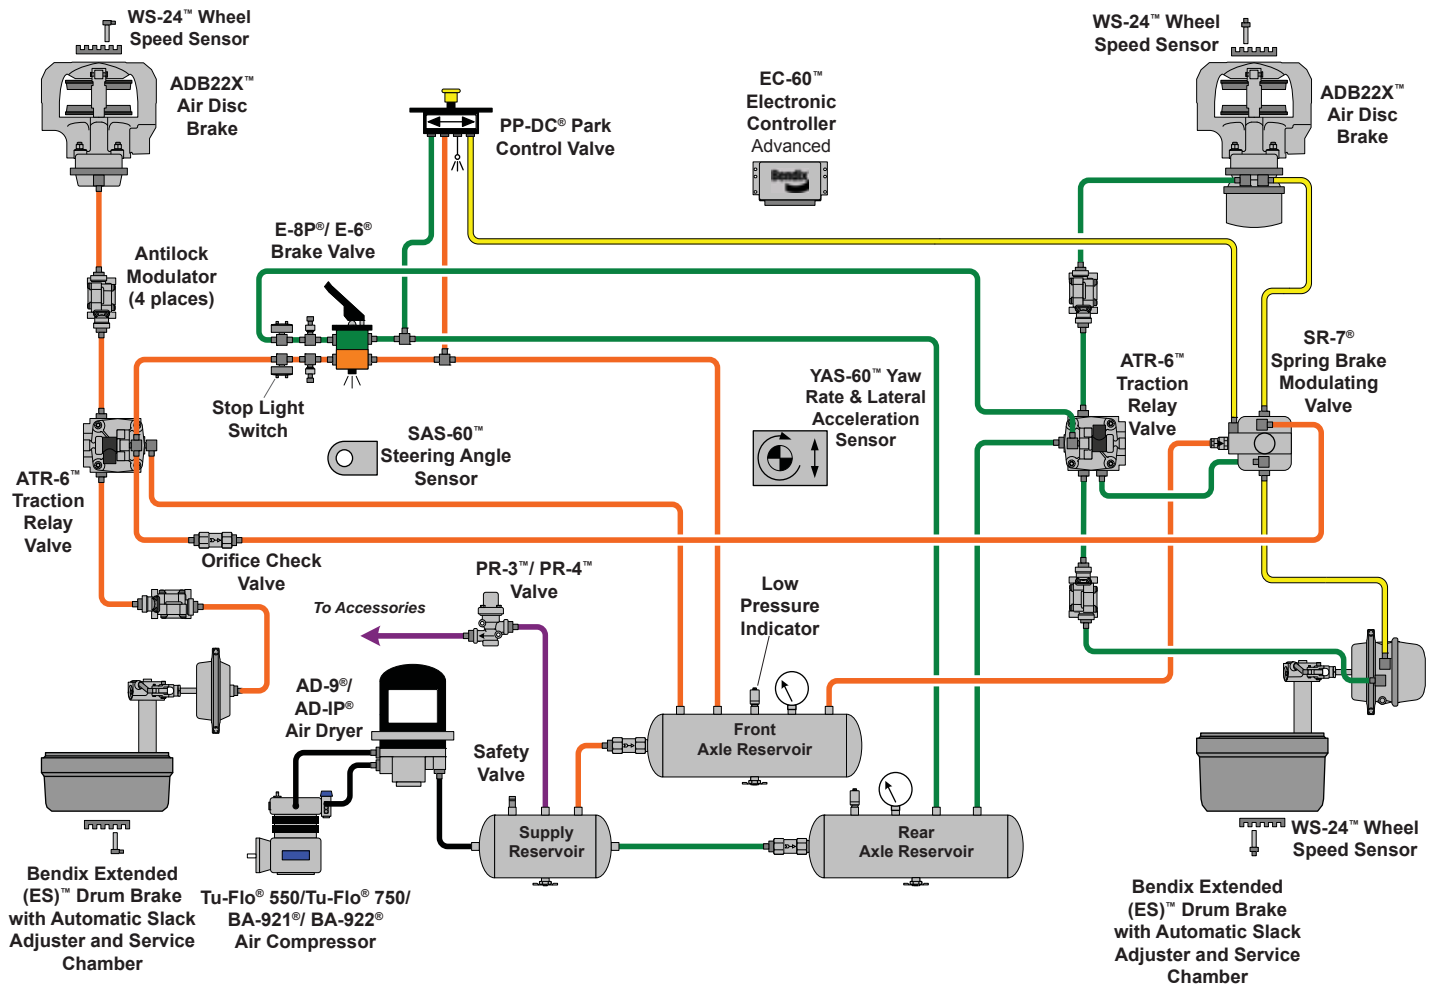 WS-24™ Wheel
Speed Sensor
ADB22X™
Air Disc
Brake
PP-DC® Park
Control Valve
EC-60™
Electronic
Controller
Advanced
Bendix
WS-24™ Wheel
Speed Sensor
ADB22X™
Air Disc
Brake
E-8P®/ E-6®
Brake Valve
Antilock
Modulator
(4 places)
Stop Light
Switch
SAS-60™
Steering Angle
Sensor
YAS-60™ Yaw
Rate & Lateral
Acceleration
Sensor
ATR-6™
Traction
Relay
Valve
SR-7®
Spring Brake
Modulating
Valve
ATR-6™
Traction
Relay
Valve
Orifice Check
Valve
PR-3™/ PR-4™
Valve
To Accessories
Low
Pressure
Indicator
AD-9®/
AD-IP®
Air Dryer
Safety
Valve
Front
Axle Reservoir
Supply
Reservoir
Rear
Axle Reservoir
WS-24™ Wheel
Speed Sensor
Bendix Extended
(ES)™ Drum Brake
with Automatic Slack
Adjuster and Service
Chamber
Tu-Flo® 550/Tu-Flo® 750/
BA-921®/ BA-922®
Air Compressor
Bendix Extended
(ES)™ Drum Brake
with Automatic Slack
Adjuster and Service
Chamber